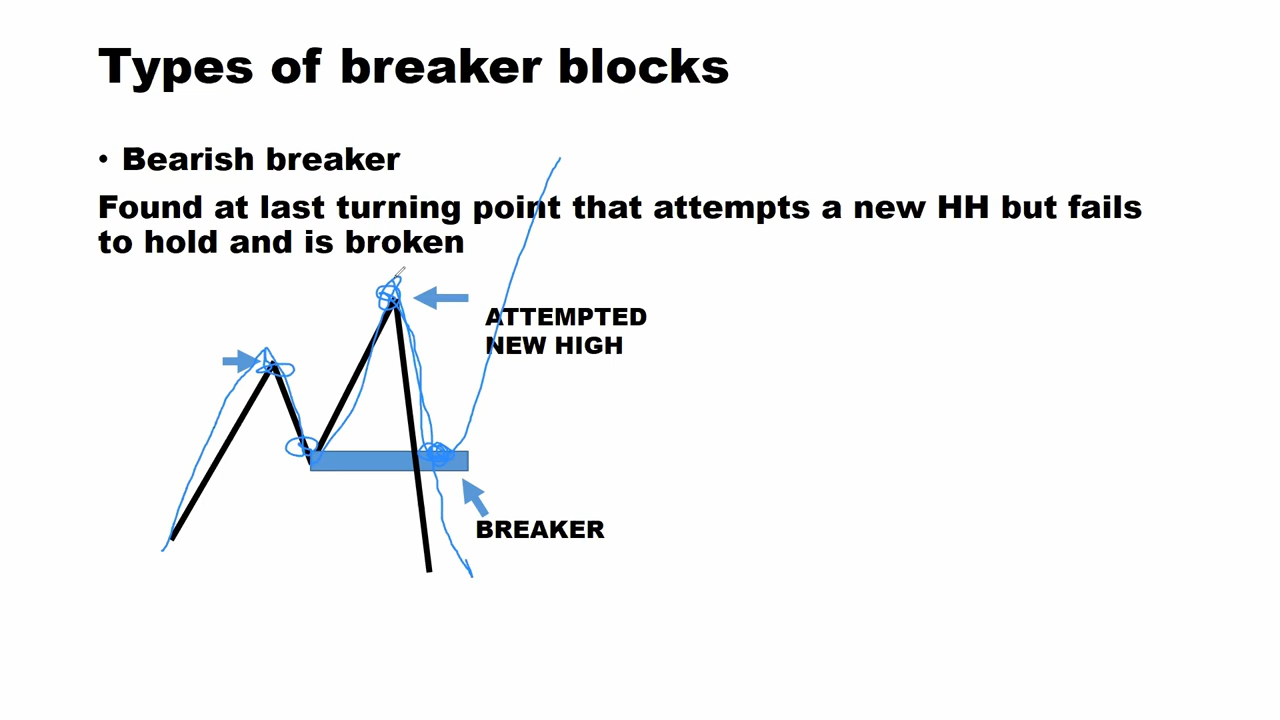 Types of breaker blocks
• Bearish breaker
Found at last turning point that attempts a new HH but fails
to hold and is broken
ATTEMPTED
NEW HIGH
BREAKER